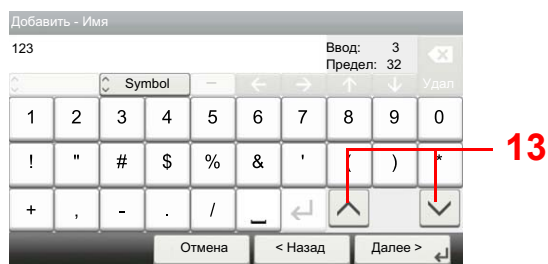 Добавить - Имя
123 Ввод: 3
Предел: 32
Symbol – ← → ↑ ↓ Удал
1 2 3 4 5 6 7 8 9 0
! " # $ % & ' ( ) *
+ , - . / _
13
Отмена < Назад Далее >